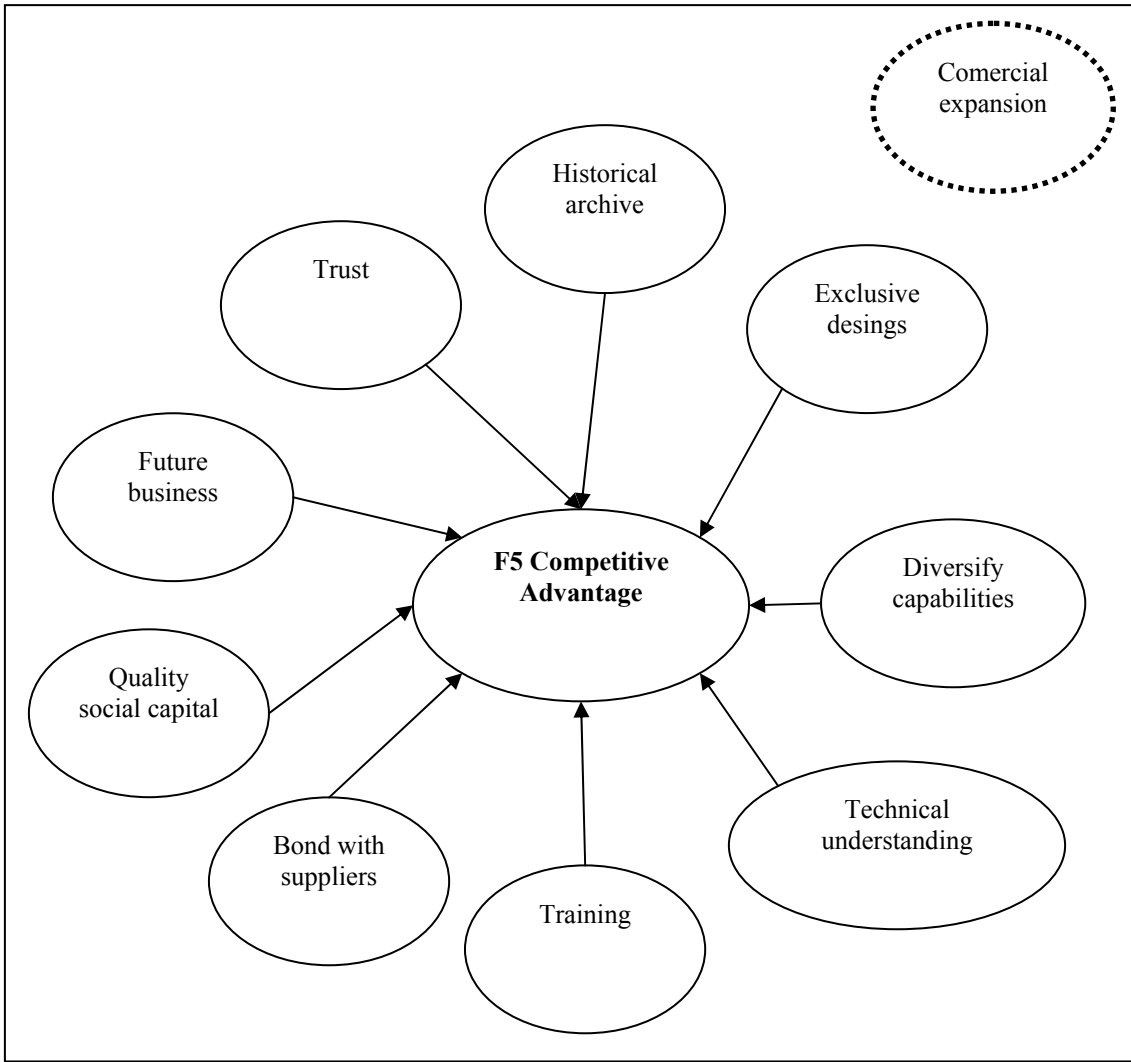 Comercial
expansion
Historical
archive
Trust
Exclusive
desings
Future
business
F5 Competitive
Advantage
Diversify
capabilities
Quality
social capital
Technical
understanding
Bond with
suppliers
Training